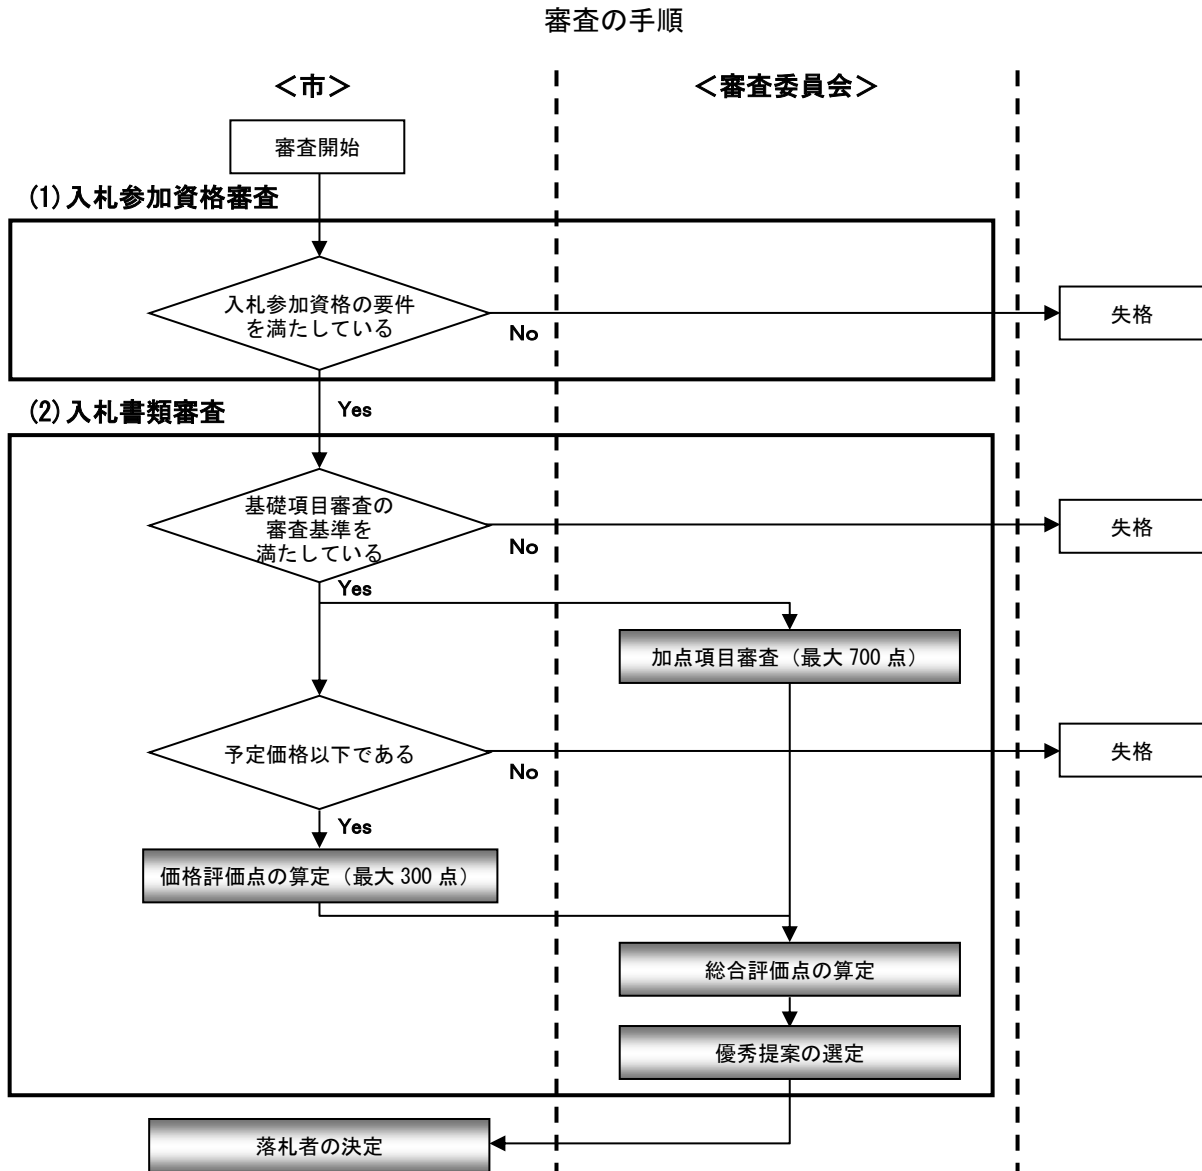 審査の手順
＜市＞
＜審査委員会＞
審査開始
(1)入札参加資格審査
入札参加資格の要件
を満たしている
No
失格
Yes
(2)入札書類審査
基礎項目審査の
審査基準を
満たしている
No
失格
Yes
加点項目審査（最大 700 点）
予定価格以下である
No
失格
Yes
価格評価点の算定（最大 300 点）
総合評価点の算定
優秀提案の選定
落札者の決定